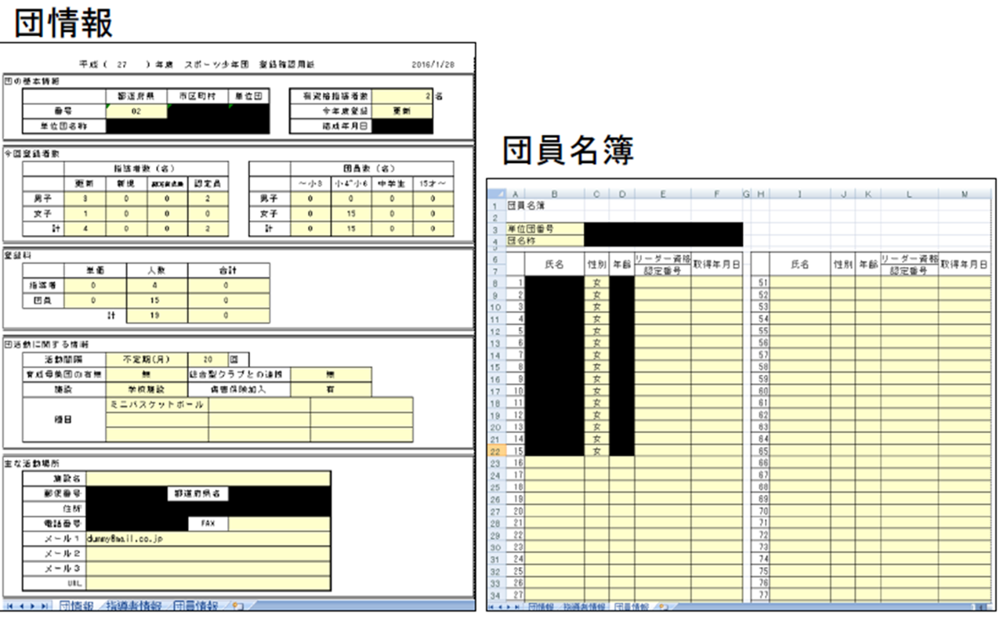 団情報
平成（ 27 ）年度 スポーツ少年団 登録確認用紙 2016/1/28
団の基本情報
都道府県 市区町村 単位団
番号 02
単位団名称
有資格指導者数 2 名
今年度登録 更新
結成年月日
今回登録者数
指導者数（名）
更新 新規 認定員
男子 3 0 0 2
女子 1 0 0 0
計 4 0 0 2
団員数（名）
～小3 小4~小6 中学生 15才～
男子 0 0 0 0
女子 0 15 0 0
計 0 15 0 0
登録料
単価 人数 合計
指導者 0 4 0
団員 0 15 0
計 19 0
団活動に関する情報
活動間隔 不定期(月) 20 回
育成母集団の有無 無 総合型クラブとの連携 無
施設 学校施設 傷害保険加入 有
種目 ミニバスケットボール
主な活動場所
施設名
郵便番号 都道府県名
住所
電話番号 FAX
メール1 dummy@mail.co.jp
メール2
メール3
URL
団情報 指導者情報 団員情報
団員名簿
A B C D E F G H I J K L M
1 団員名簿
2
3 単位団番号
4 団名称
5
6 氏名 性別 年齢 リーダー資格 取得年月日 氏名 性別 年齢 リーダー資格 取得年月日
7 認定番号 認定番号
8 1 女 51
9 2 女 52
10 3 女 53
11 4 女 54
12 5 女 55
13 6 女 56
14 7 女 57
15 8 女 58
16 9 女 59
17 10 女 60
18 11 女 61
19 12 女 62
20 13 女 63
21 14 女 64
22 15 女 65
23 16 66
24 17 67
25 18 68
26 19 69
27 20 70
28 21 71
29 22 72
30 23 73
31 24 74
32 25 75
33 26 76
34 27 77
団情報 指導者情報 団員情報